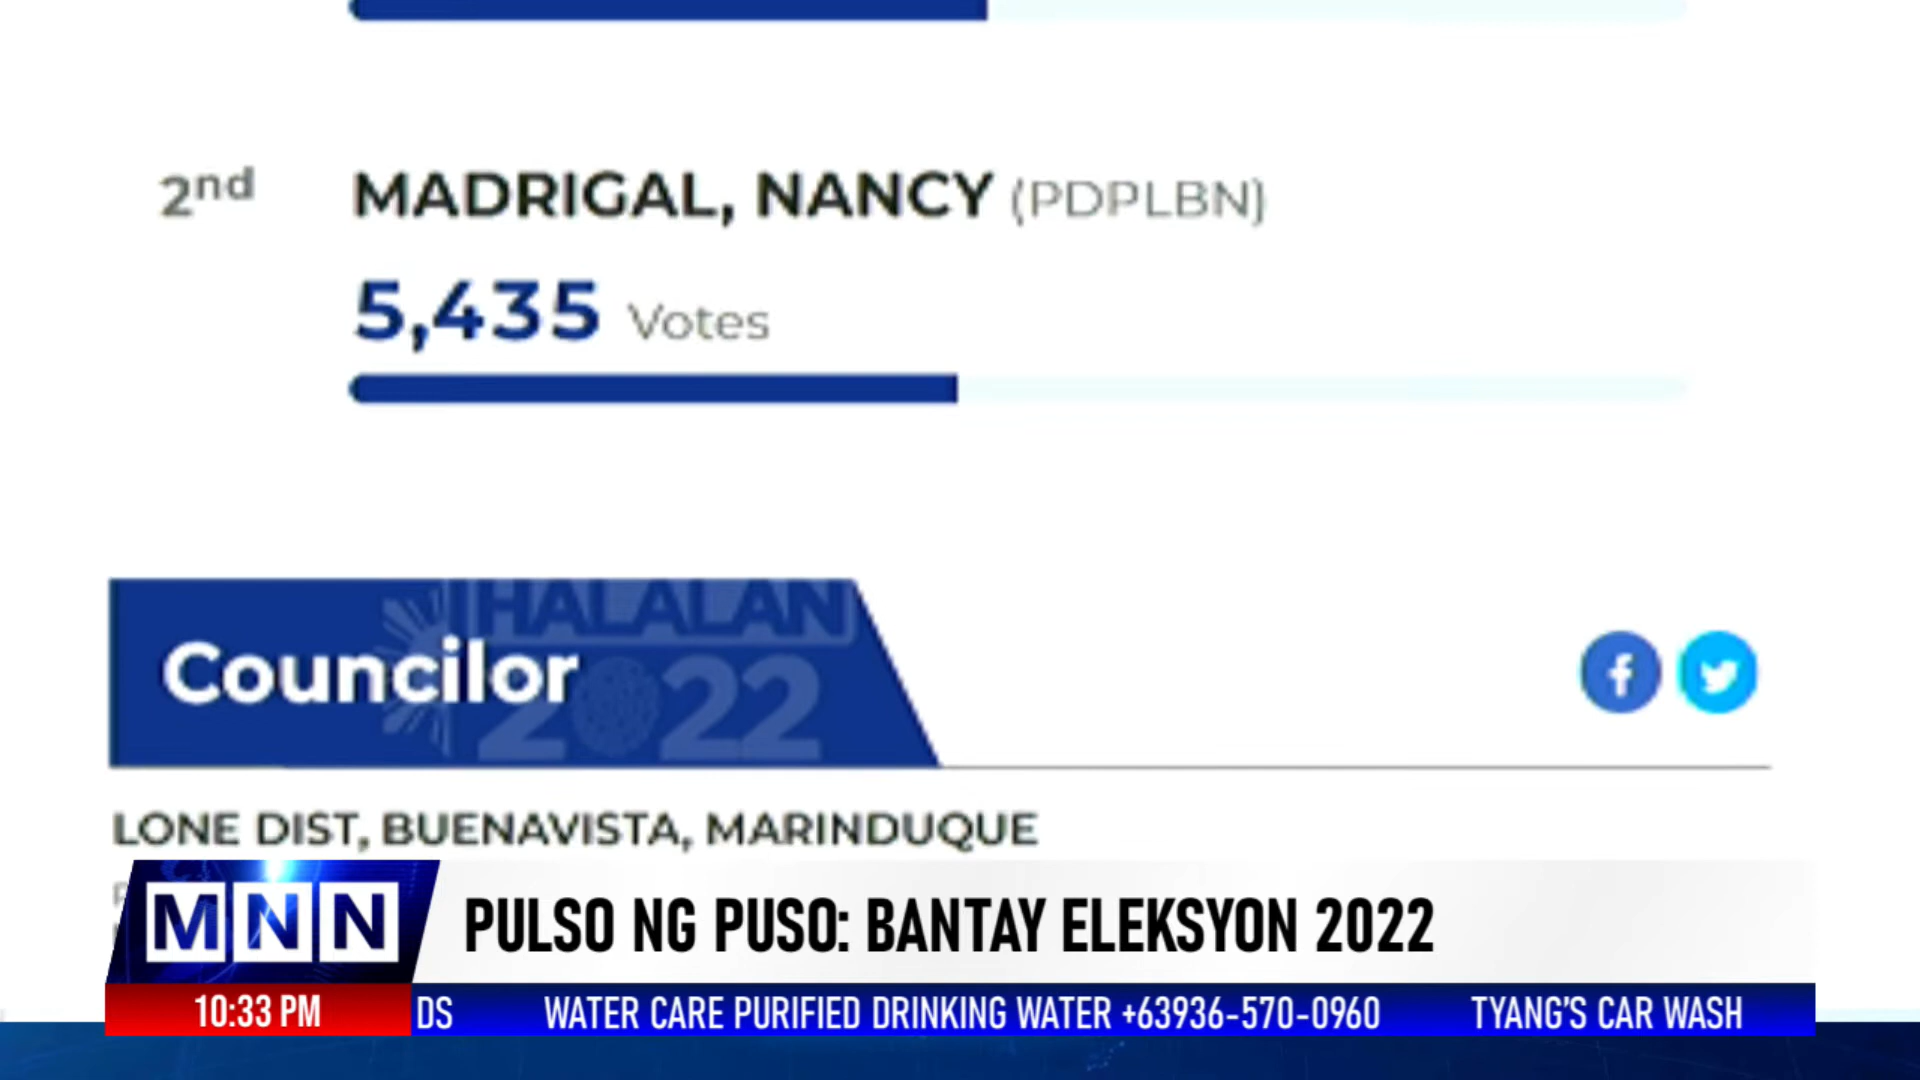 2nd
MADRIGAL, NANCY (PDPLBN)
5,435 Votes
HALALAN
2022
Councilor
LONE DIST, BUENAVISTA, MARINDUQUE
MNN
PULSO NG PUSO: BANTAY ELEKSYON 2022
10:33 PM
DS WATER CARE PURIFIED DRINKING WATER +63936-570-0960 TYANG'S CAR WASH